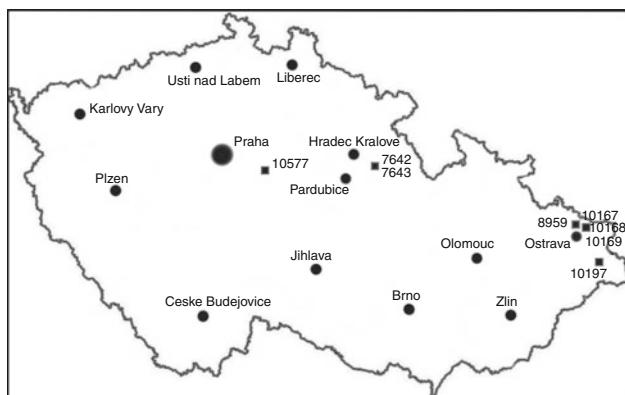 Usti nad Labem
Liberec
Karlovy Vary
Praha
Hradec Kralove
10577
7642
7643
Plzen
Pardubice
8959
10167
10168
Ostrava
10169
Jihlava
Olomouc
10197
Ceske Budejovice
Brno
Zlin